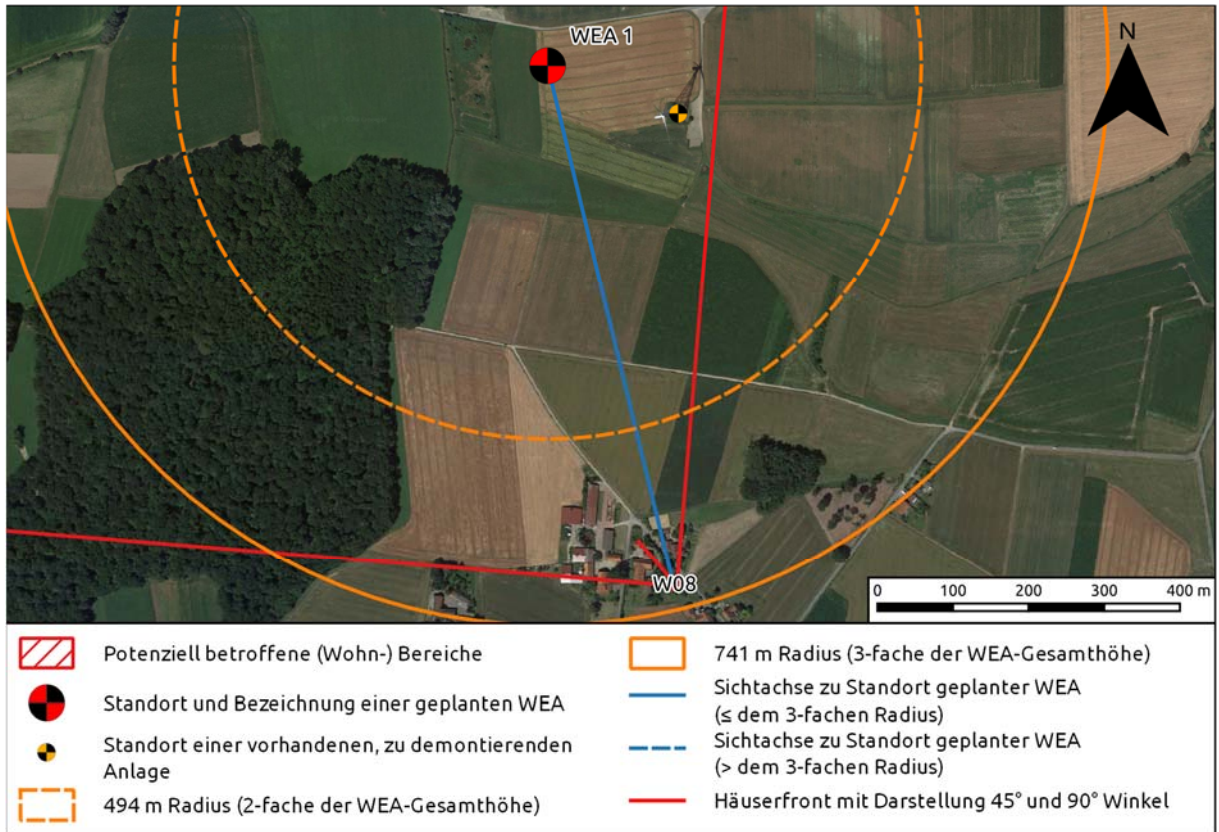 WEA 1
N
W08
0 100 200 300 400 m
Potenziell betroffene (Wohn-) Bereiche
Standort und Bezeichnung einer geplanten WEA
Standort einer vorhandenen, zu demontierenden
Anlage
494 m Radius (2-fache der WEA-Gesamthöhe)
741 m Radius (3-fache der WEA-Gesamthöhe)
Sichtachse zu Standort geplanter WEA
(≤ dem 3-fachen Radius)
Sichtachse zu Standort geplanter WEA
(> dem 3-fachen Radius)
Häuserfront mit Darstellung 45° und 90° Winkel